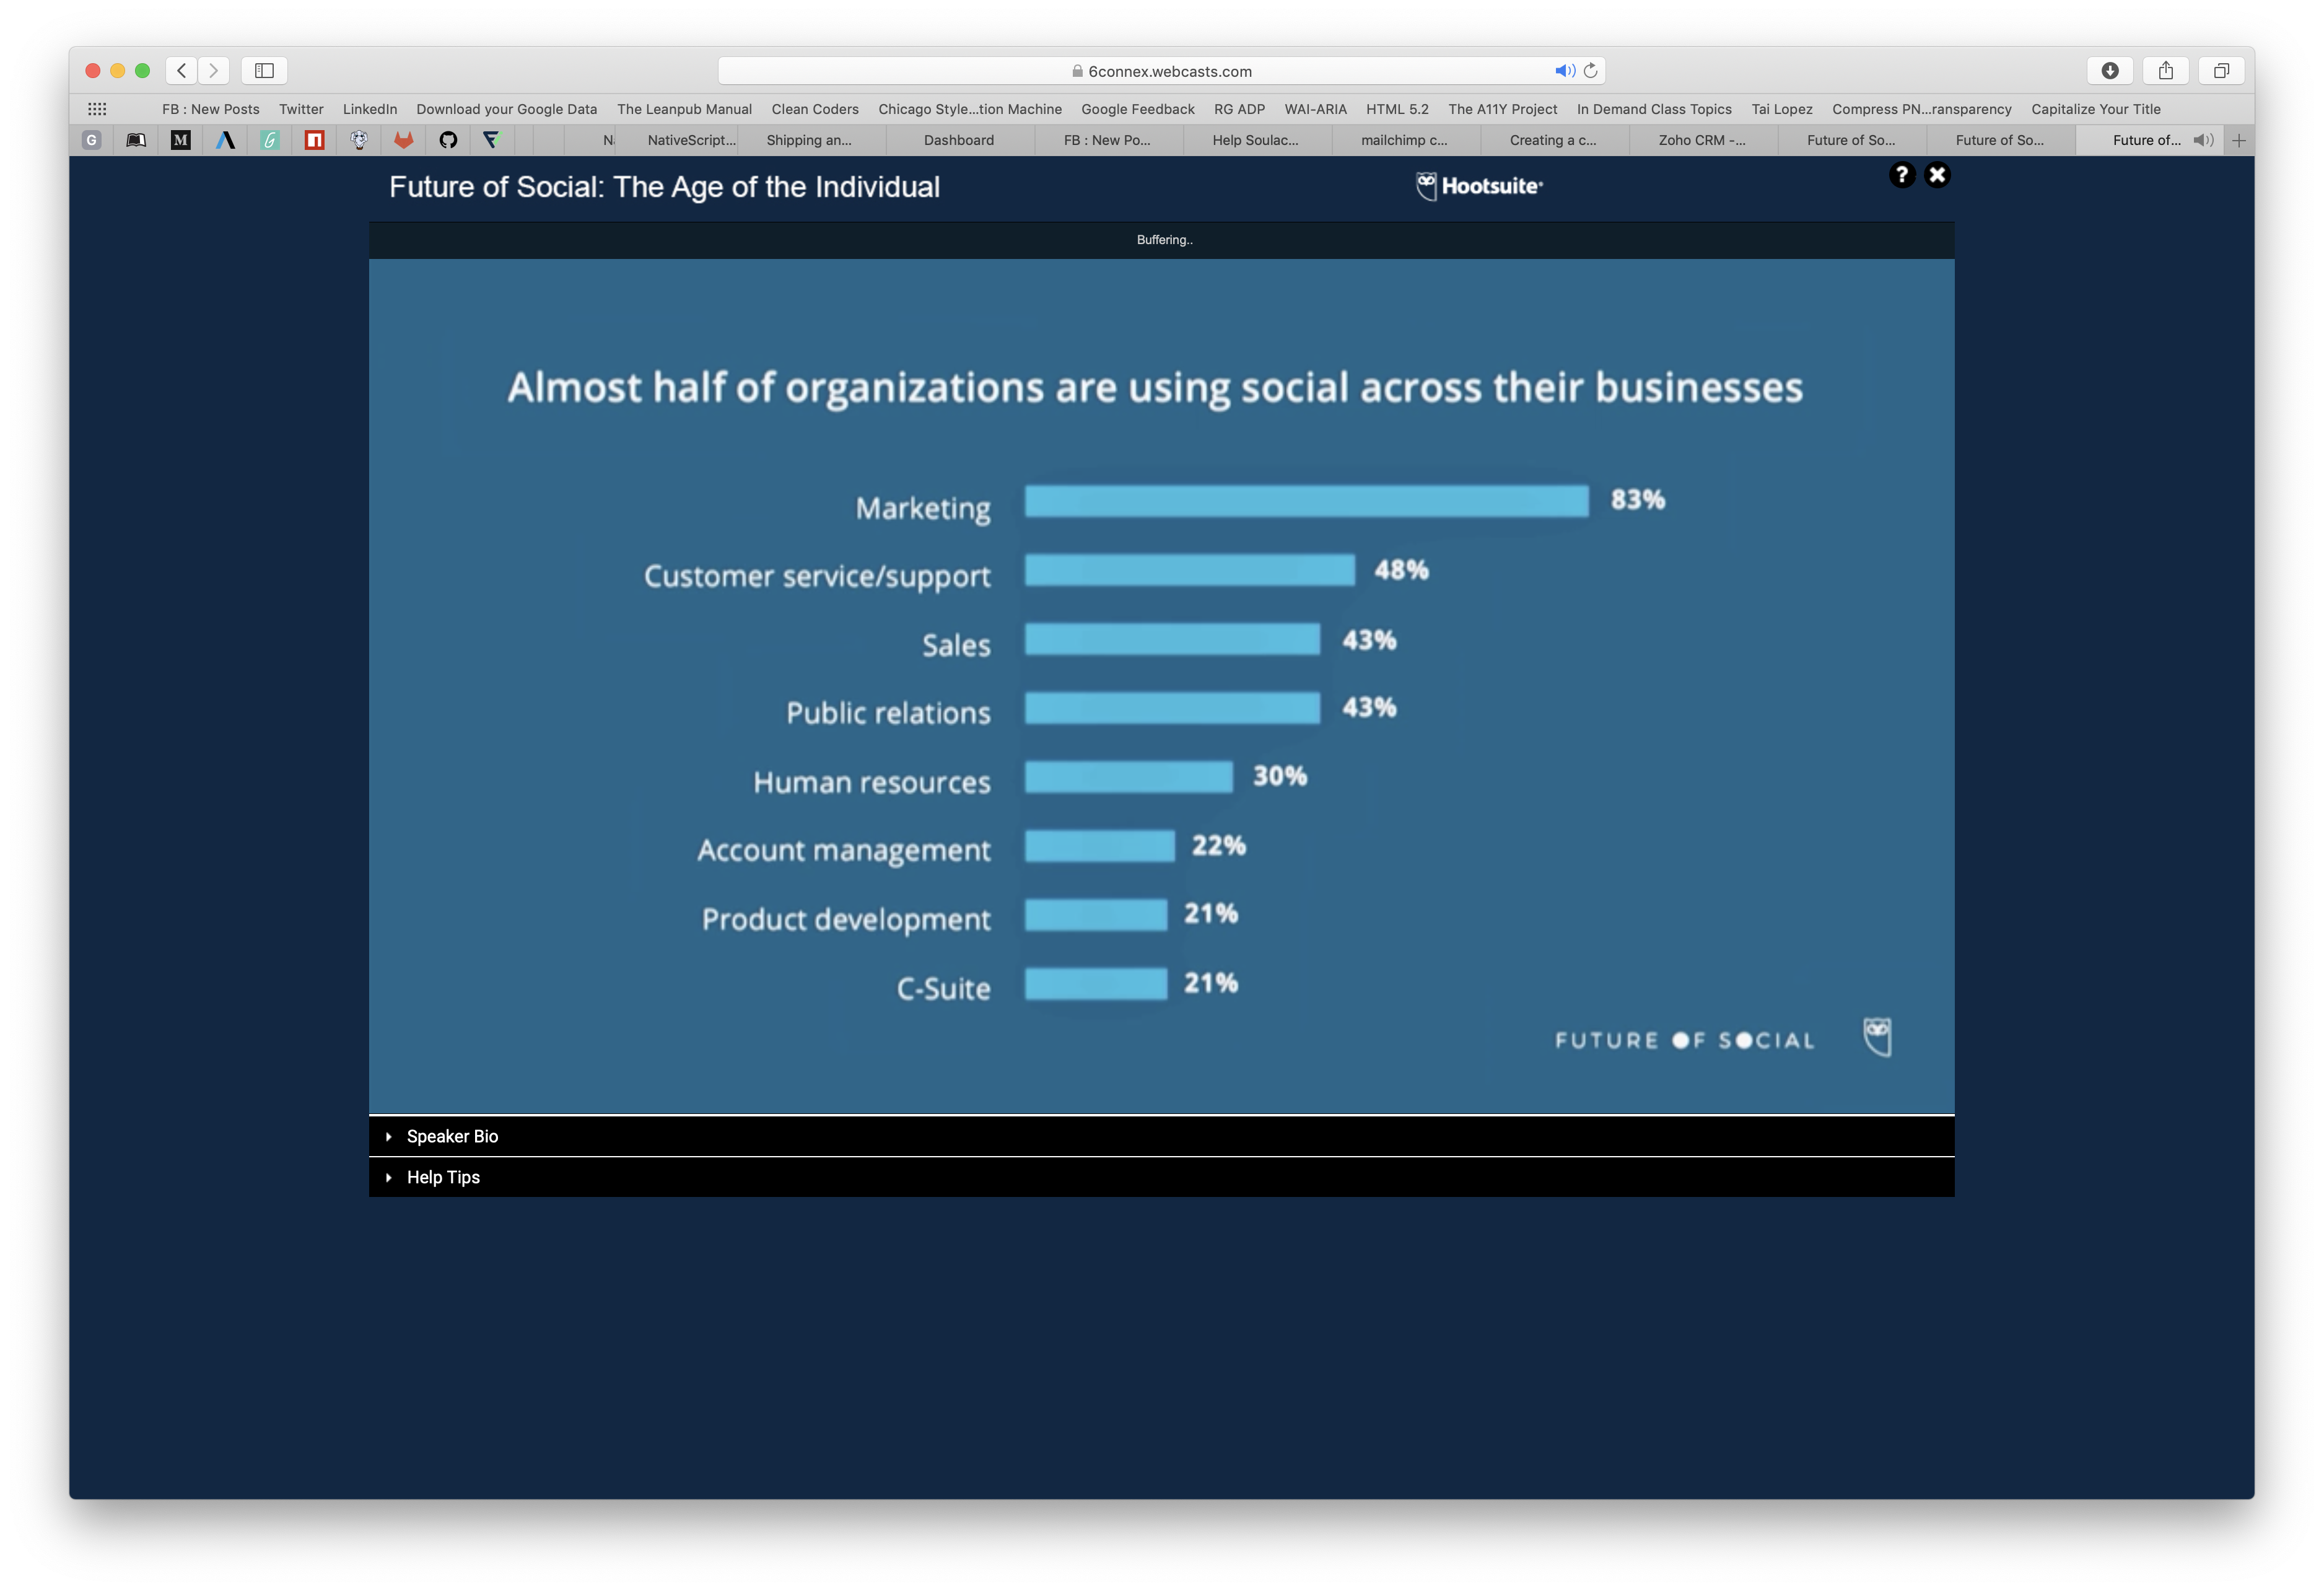 6connex.webcasts.com
FB : New Posts Twitter LinkedIn Download your Google Data The Leanpub Manual Clean Coders Chicago Style...tion Machine Google Feedback RG ADP WAI-ARIA HTML 5.2 The A11Y Project In Demand Class Topics Tai Lopez Compress PN...ransparency Capitalize Your Title
G M n NativeScript... Shipping an... Dashboard FB : New Po... Help Soulac... mailchimp c... Creating a c... Zoho CRM -... Future of So... Future of So... Future of...
Future of Social: The Age of the Individual Hootsuite
Buffering..
Almost half of organizations are using social across their businesses
Marketing 83%
Customer service/support 48%
Sales 43%
Public relations 43%
Human resources 30%
Account management 22%
Product development 21%
C-Suite 21%
FUTURE OF SOCIAL
Speaker Bio
Help Tips